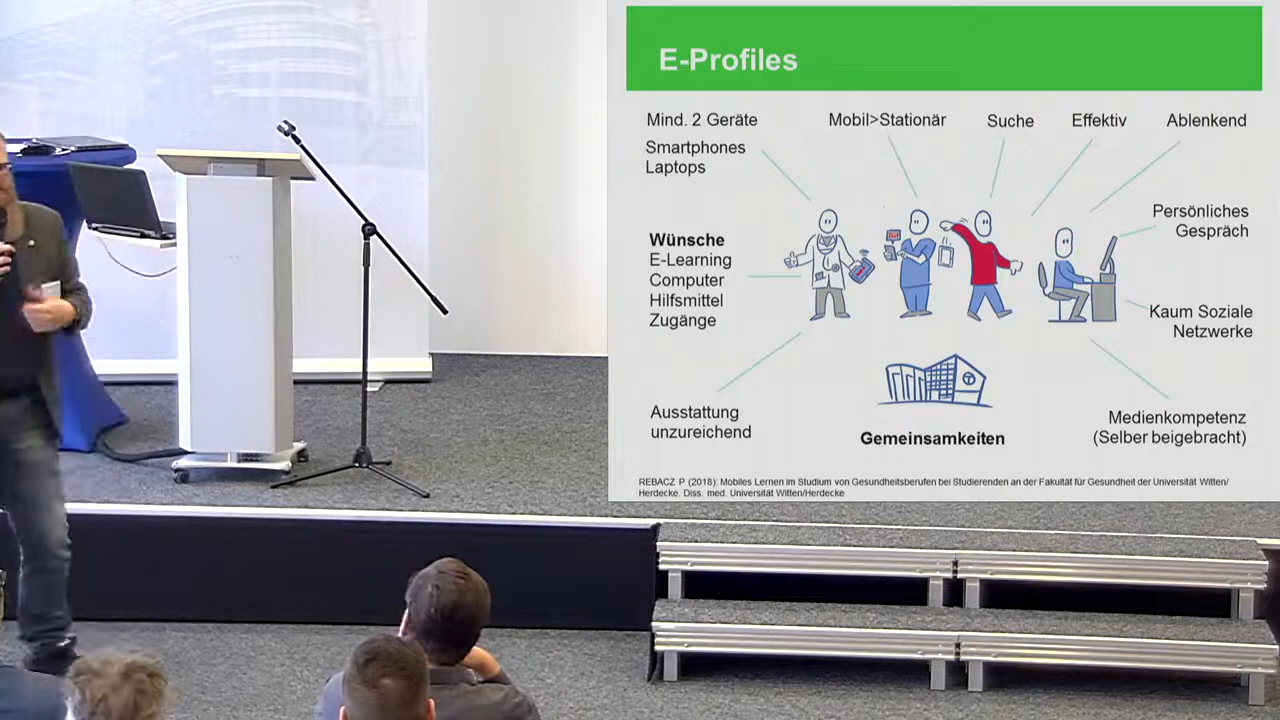 E-Profiles
Mind. 2 Geräte
Smartphones
Laptops
Mobil>Stationär
Suche
Effektiv
Ablenkend
Persönliches
Gespräch
Wünsche
E-Learning
Computer
Hilfsmittel
Zugänge
Kaum Soziale
Netzwerke
Ausstattung
unzureichend
Gemeinsamkeiten
Medienkompetenz
(Selber beigebracht)
REBACZ P (2018): Mobiles Lernen im Studium von Gesundheitsberufen bei Studierenden an der Fakultät für Gesundheit der Universität Witten/
Herdecke. Diss. med. Universität Witten/Herdecke